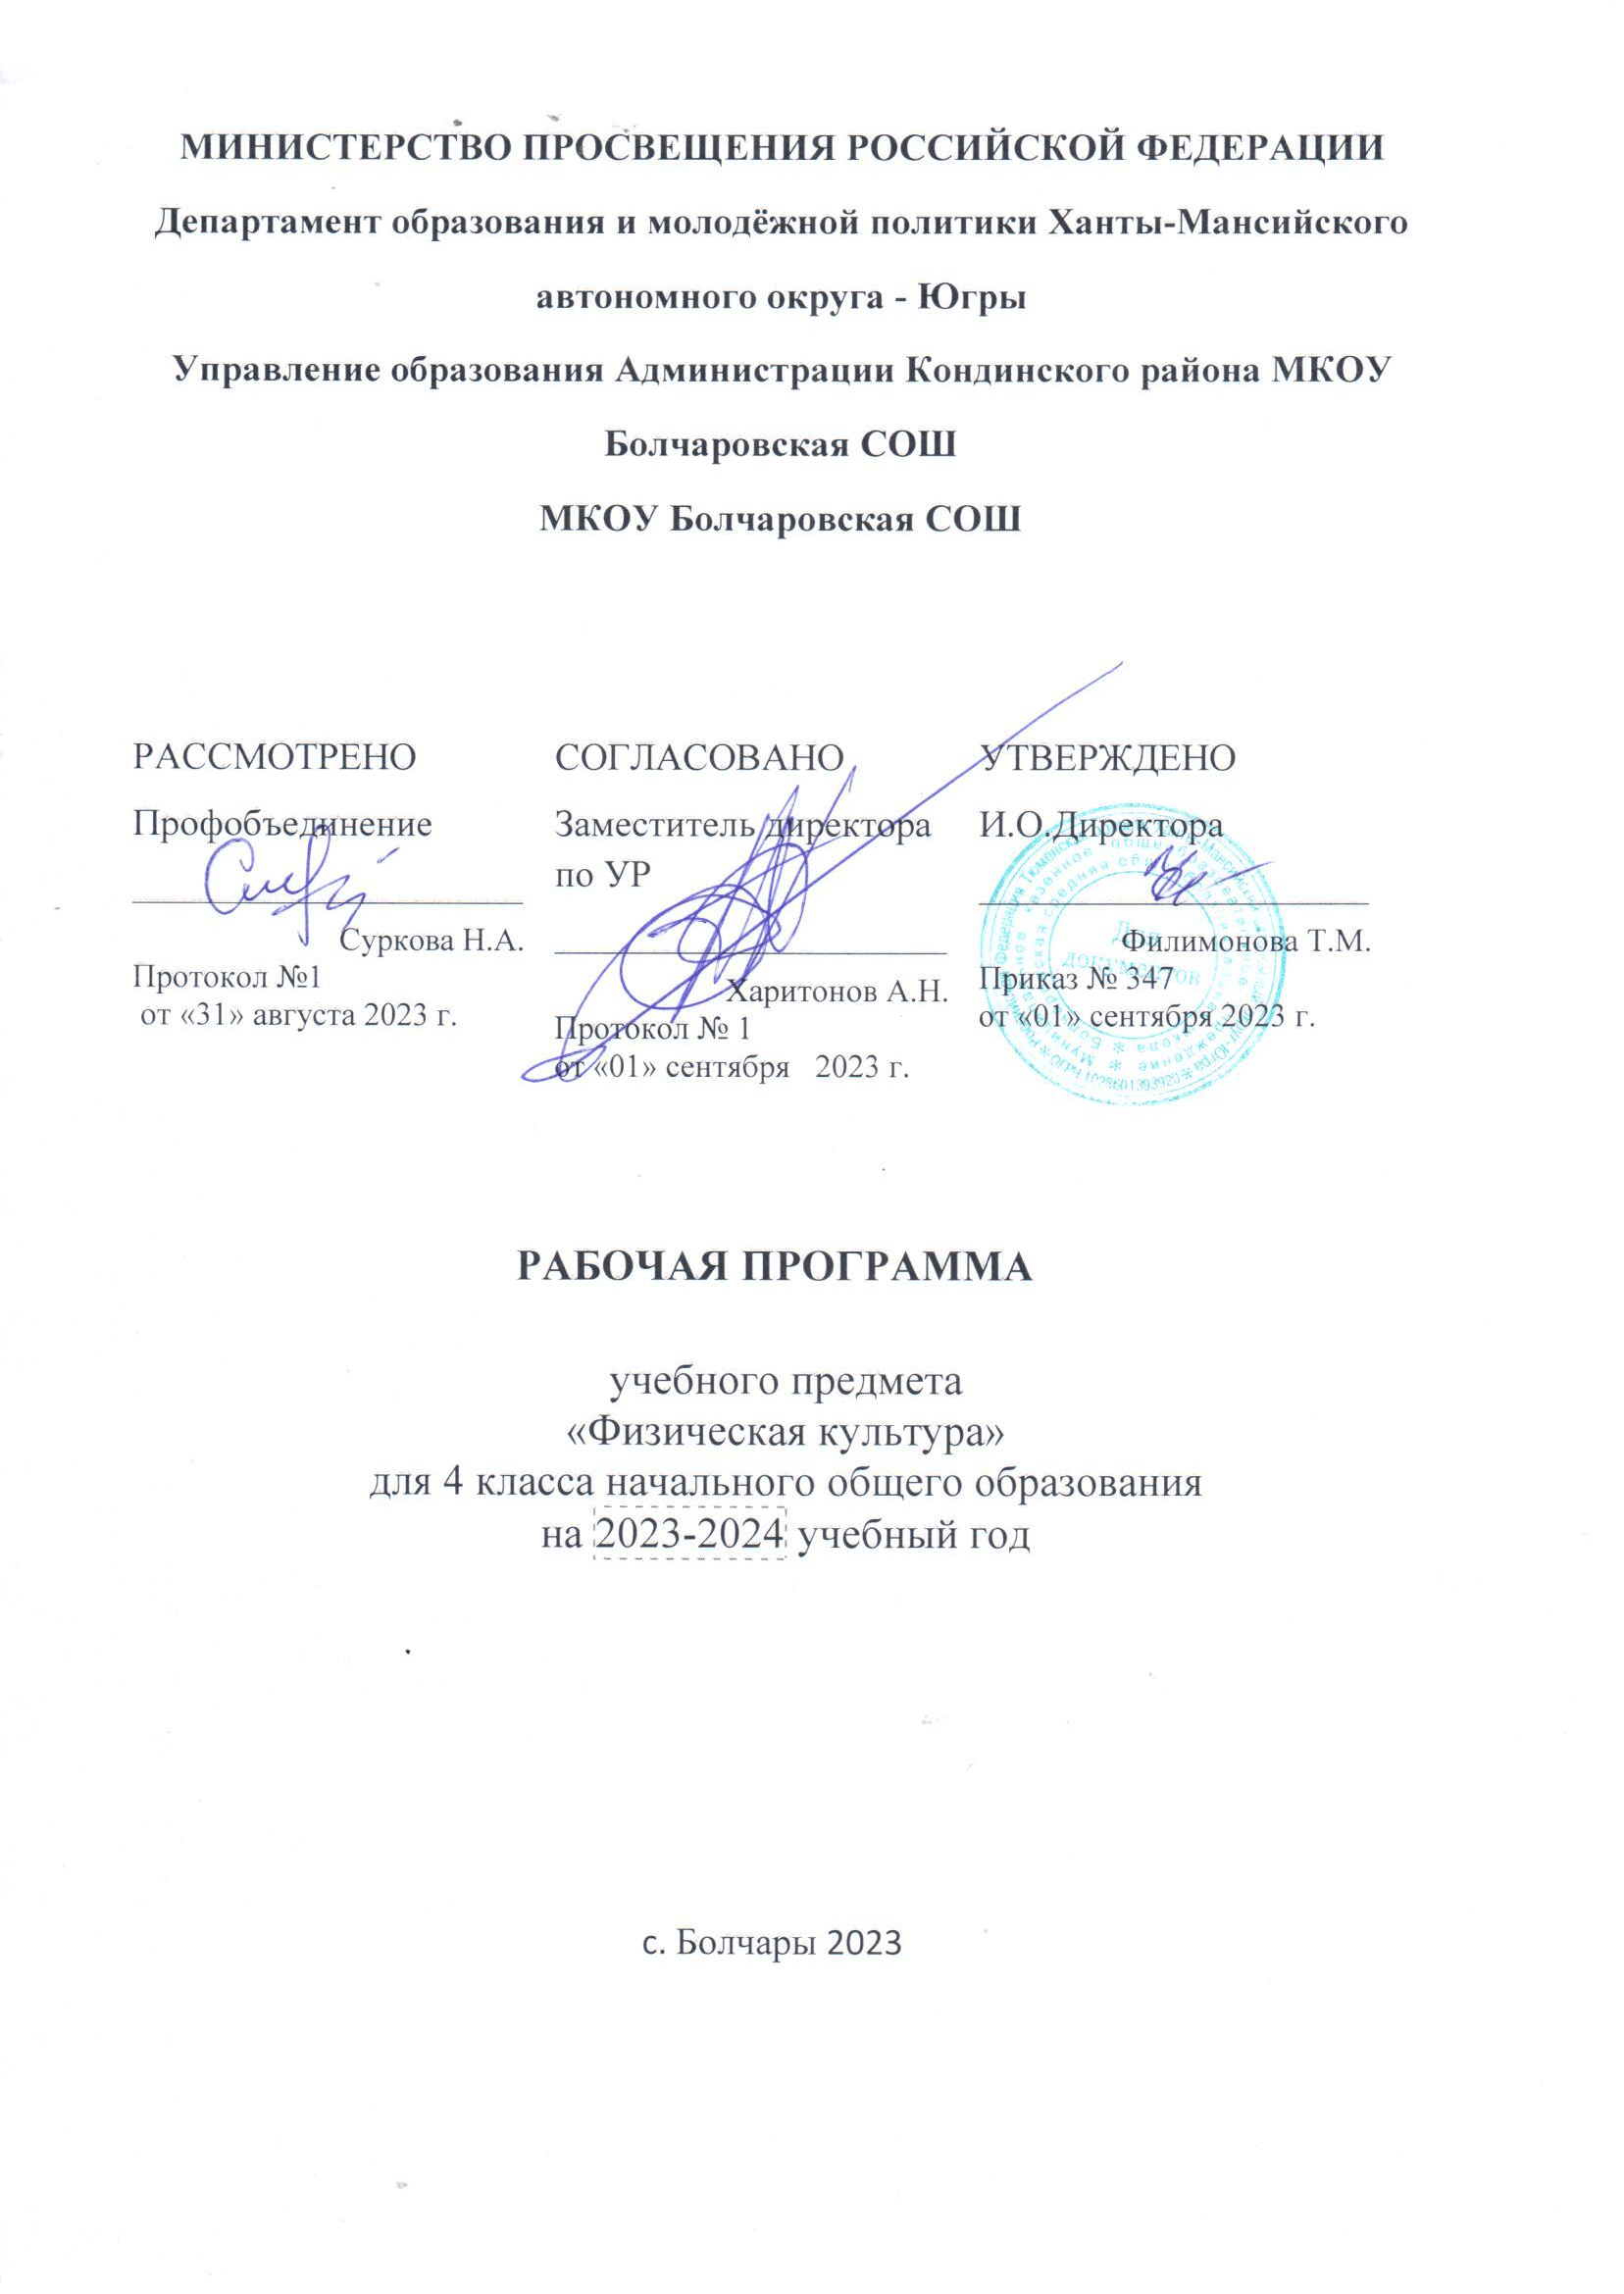 МИНИСТЕРСТВО ПРОСВЕЩЕНИЯ РОССИЙСКОЙ ФЕДЕРАЦИИ
Департамент образования и молодёжной политики Ханты-Мансийского
автономного округа - Югры
Управление образования Администрации Кондинского района МКОУ
Болчаровская СОШ
МКОУ Болчаровская СОШ
РАССМОТРЕНО
Профобъединение
Суркова Н.А.
Протокол №1
от «31» августа 2023 г.
СОГЛАСОВАНО
Заместитель директора
по УР
Харитонов А.Н.
Протокол № 1
от «01» сентября 2023 г.
УТВЕРЖДЕНО
И.О.Директора
Филимонова Т.М.
Приказ № 347
от «01» сентября 2023 г.
Для
документов
РАБОЧАЯ ПРОГРАММА
учебного предмета
«Физическая культура»
для 4 класса начального общего образования
на 2023-2024 учебный год
с. Болчары 2023